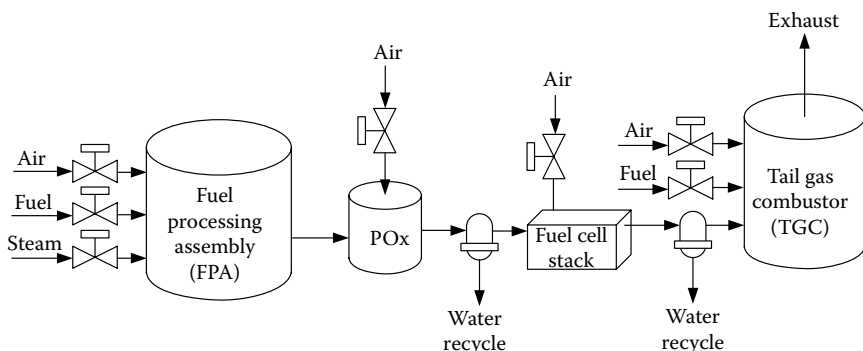 Exhaust
Air
Air
Air
Fuel
Steam
Fuel
processing
assembly
(FPA)
POx
Water
recycle
Fuel cell
stack
Air
Fuel
Water
recycle
Tail gas
combustor
(TGC)